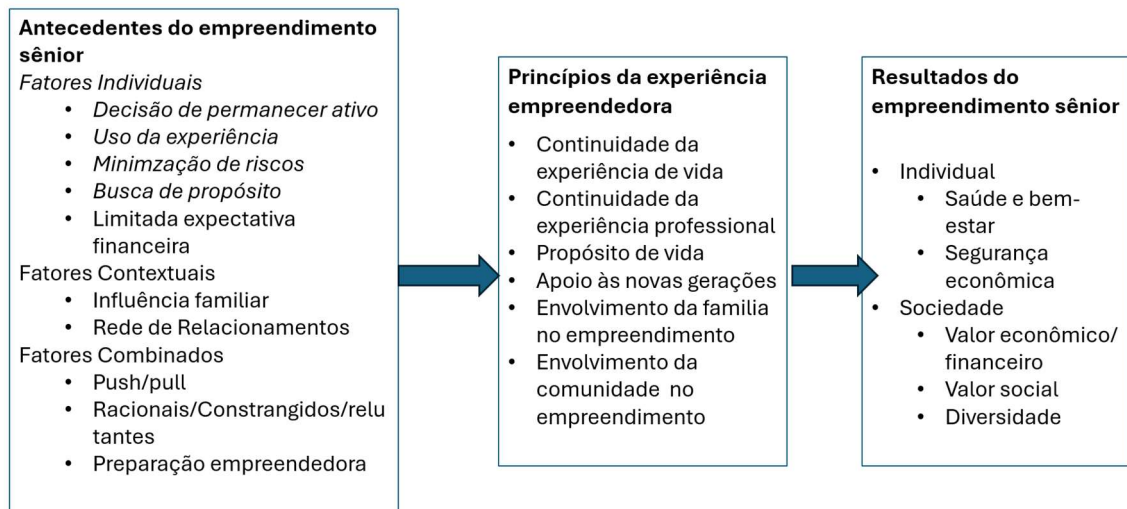 Antecedentes do empreendimento
sênior
Fatores Individuais
• Decisão de permanecer ativo
• Uso da experiência
• Minimzação de riscos
• Busca de propósito
• Limitada expectativa
financeira
Fatores Contextuais
• Influência familiar
• Rede de Relacionamentos
Fatores Combinados
• Push/pull
• Racionais/Constrangidos/relu
tantes
• Preparação empreendedora
Princípios da experiência
empreendedora
• Continuidade da
experiência de vida
• Continuidade da
experiência professional
• Propósito de vida
• Apoio às novas gerações
• Envolvimento da familia
no empreendimento
• Envolvimento da
comunidade no
empreendimento
Resultados do
empreendimento sênior
• Individual
• Saúde e bem-
estar
• Segurança
econômica
• Sociedade
• Valor econômico/
financeiro
• Valor social
• Diversidade